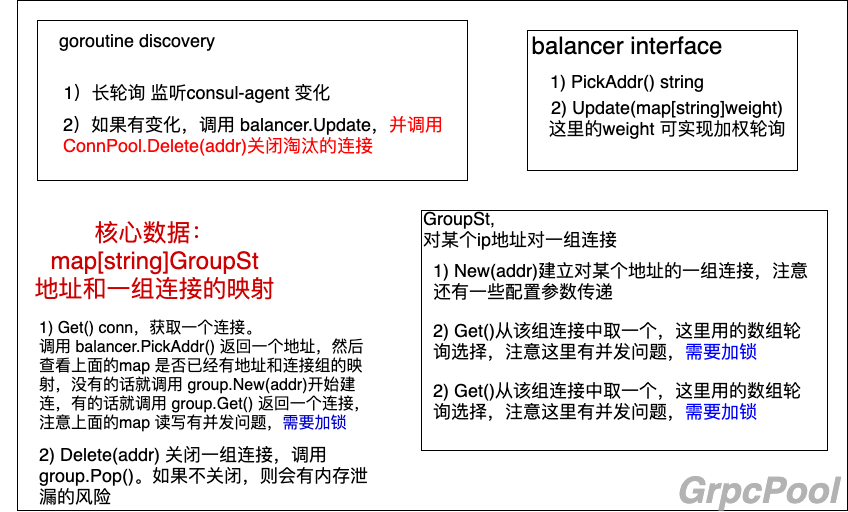 goroutine discovery
1）长轮询 监听consul-agent 变化
2）如果有变化，调用 balancer.Update，并调用
ConnPool.Delete(addr)关闭淘汰的连接
balancer interface
1) PickAddr() string
2) Update(map[string]weight)
这里的weight 可实现加权轮询
核心数据：
map[string]GroupSt
地址和一组连接的映射
1) Get() conn，获取一个连接。
调用 balancer.PickAddr() 返回一个地址，然后
查看上面的map 是否已经有地址和连接组的映
射，没有的话就调用 group.New(addr)开始建
连，有的话就调用 group.Get() 返回一个连接，
注意上面的map 读写有并发问题，需要加锁
2) Delete(addr) 关闭一组连接，调用
group.Pop()。如果不关闭，则会有内存泄
漏的风险
GroupSt,
对某个ip地址对一组连接
1) New(addr)建立对某个地址的一组连接，注意
还有一些配置参数传递
2) Get()从该组连接中取一个，这里用的数组轮
询选择，注意这里有并发问题，需要加锁
2) Get()从该组连接中取一个，这里用的数组轮
询选择，注意这里有并发问题，需要加锁
GrpcPool